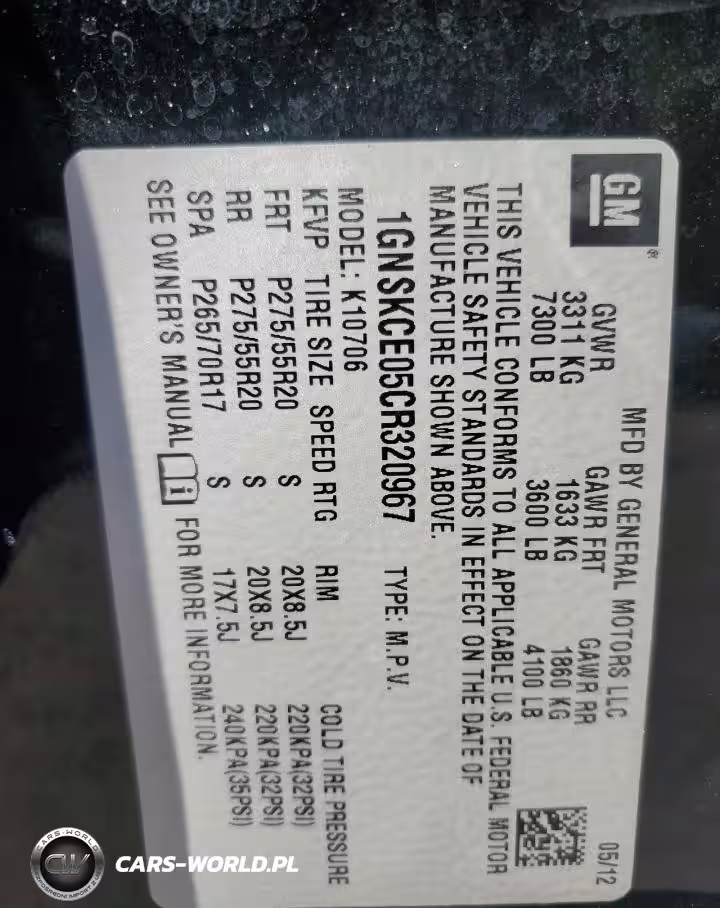 GM
MFD BY GENERAL MOTORS LLC 05/12
GVWR GAWR FRT GAWR RR
3311 KG 1633 KG 1860 KG
7300 LB 3600 LB 4100 LB
THIS VEHICLE CONFORMS TO ALL APPLICABLE U.S. FEDERAL MOTOR
VEHICLE SAFETY STANDARDS IN EFFECT ON THE DATE OF
MANUFACTURE SHOWN ABOVE.
1GNSKCE05CR320967 TYPE: M.P.V.
MODEL: K10706
KFVP TIRE SIZE SPEED RTG RIM COLD TIRE PRESSURE
FRT P275/55R20 S 20X8.5J 220KPA(32PSI)
RR P275/55R20 S 20X8.5J 220KPA(32PSI)
SPA P265/70R17 S 17X7.5J 240KPA(35PSI)
SEE OWNER'S MANUAL i FOR MORE INFORMATION.
CARS-WORLD
CW
CARS-WORLD.PL